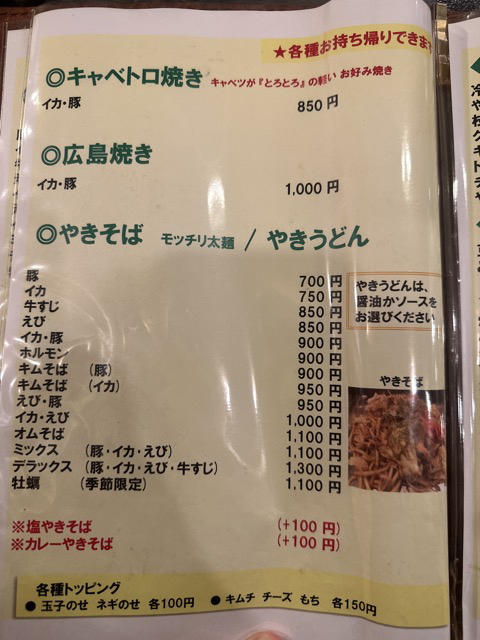 ★各種お持ち帰りできます
◎キャベトロ焼き キャベツが『とろとろ』の軽い お好み焼き
イカ・豚 850円
◎広島焼き
イカ・豚 1,000円
◎やきそば モッチリ太麺 / やきうどん
豚 700円
イカ 750円
牛すじ 850円
えび 850円
イカ・豚 900円
ホルモン 900円
キムそば (豚) 900円
キムそば (イカ) 950円
えび・豚 950円
イカ・えび 1,000円
オムそば 1,100円
ミックス (豚・イカ・えび) 1,100円
デラックス (豚・イカ・えび・牛すじ) 1,300円
牡蠣 (季節限定) 1,100円
やきうどんは、
醤油かソースを
お選びください
やきそば
※塩やきそば (+100円)
※カレーやきそば (+100円)
各種トッピング
● 玉子のせ ネギのせ 各100円 ● キムチ チーズ もち 各150円